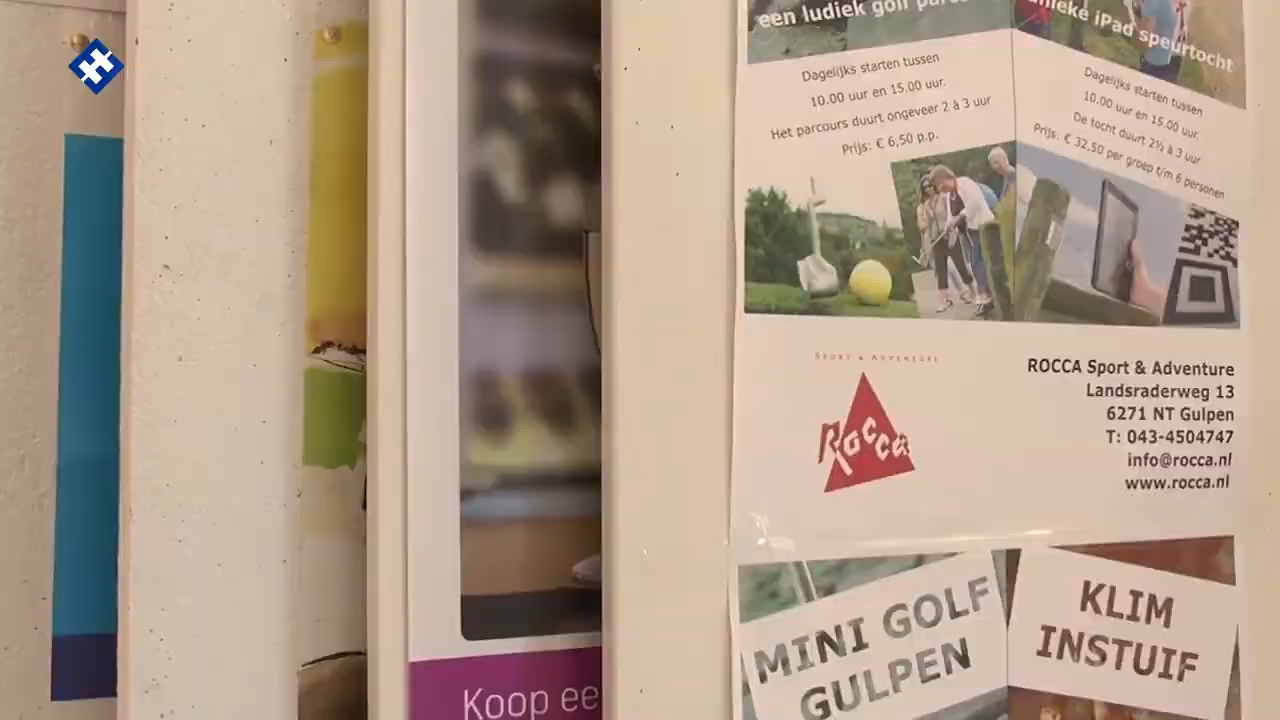 een ludiek golf
unieke iPad speurtocht
Dagelijks starten tussen
10.00 uur en 15.00 uur.
Het parcours duurt ongeveer 2 à 3 uur
Prijs: € 6,50 p.p.
Dagelijks starten tussen
10.00 uur en 15.00 uur.
De tocht duurt 2½ à 3 uur
Prijs: € 32,50 per groep t/m 6 personen
SPORT & ADVENTURE
Rocca
ROCCA Sport & Adventure
Landsraderweg 13
6271 NT Gulpen
T: 043-4504747
info@rocca.nl
www.rocca.nl
MINI GOLF
GULPEN
KLIM
INSTUIF
Koop ee